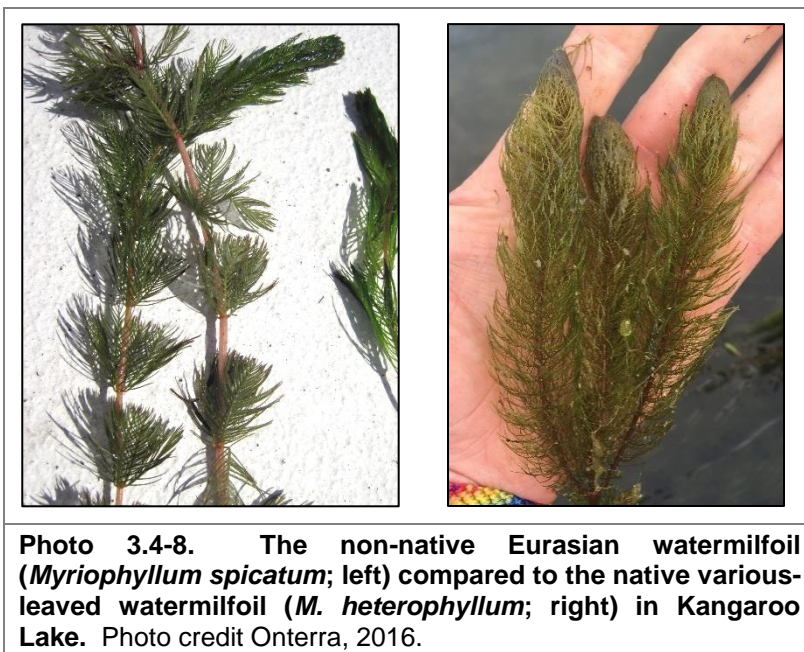 Photo 3.4-8. The non-native Eurasian watermilfoil
(Myriophyllum spicatum; left) compared to the native various-
leaved watermilfoil (M. heterophyllum; right) in Kangaroo
Lake. Photo credit Onterra, 2016.